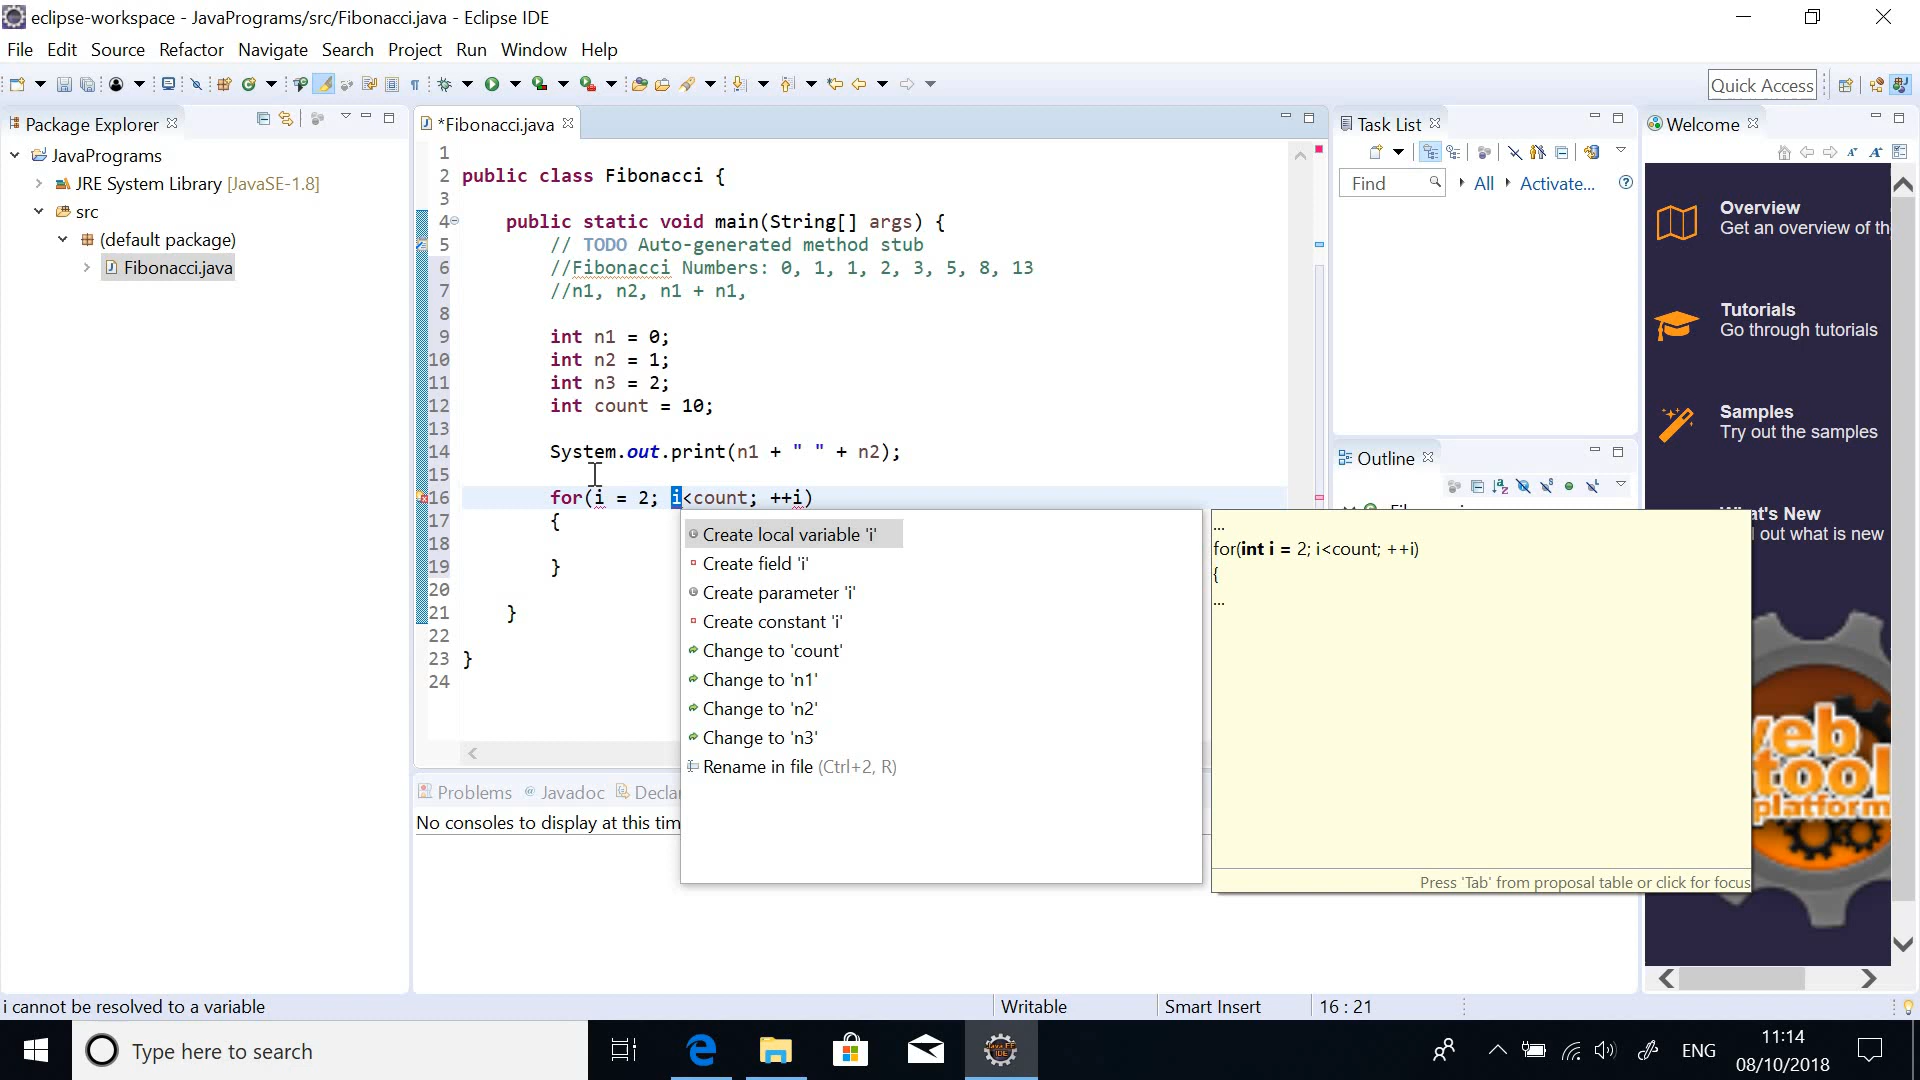 eclipse-workspace - JavaPrograms/src/Fibonacci.java - Eclipse IDE
File Edit Source Refactor Navigate Search Project Run Window Help
Quick Access
Package Explorer
JavaPrograms
JRE System Library [JavaSE-1.8]
src
(default package)
Fibonacci.java
*Fibonacci.java
1
2 public class Fibonacci {
3
4 public static void main(String[] args) {
5 // TODO Auto-generated method stub
6 //Fibonacci Numbers: 0, 1, 1, 2, 3, 5, 8, 13
7 //n1, n2, n1 + n1,
8
9 int n1 = 0;
10 int n2 = 1;
11 int n3 = 2;
12 int count = 10;
13
14 System.out.print(n1 + " " + n2);
15
16 for(i = 2; i<count; ++i)
17 {
18
19 }
20
21 }
22
23 }
24
Create local variable 'i'
Create field 'i'
Create parameter 'i'
Create constant 'i'
Change to 'count'
Change to 'n1'
Change to 'n2'
Change to 'n3'
Rename in file (Ctrl+2, R)
...
for(int i = 2; i<count; ++i)
{
...
Press 'Tab' from proposal table or click for focus
Problems Javadoc Declar
No consoles to display at this tim
Task List
Find All Activate...
Outline
Welcome
Overview
Get an overview of th
Tutorials
Go through tutorials
Samples
Try out the samples
at's New
out what is new
web
tool
platform
i cannot be resolved to a variable
Writable
Smart Insert
16 : 21
Type here to search
Java EE
IDE
ENG
11:14
08/10/2018